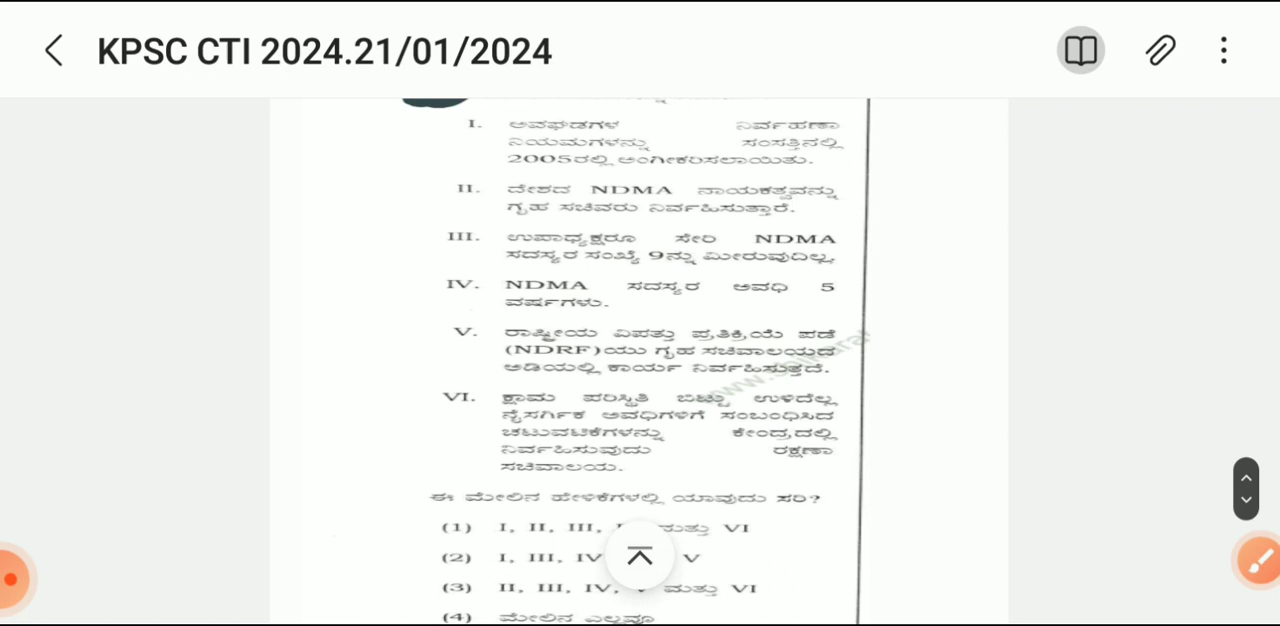 KPSC CTI 2024.21/01/2024
I. ಅವಘಡಗಳ ನಿರ್ವಹಣಾ
ನಿಯಮಗಳನ್ನು ಸಂಸತ್ತಿನಲ್ಲಿ
2005ರಲ್ಲಿ ಅಂಗೀಕರಿಸಲಾಯಿತು.
II. ದೇಶದ NDMA ನಾಯಕತ್ವವನ್ನು
ಗೃಹ ಸಚಿವರು ನಿರ್ವಹಿಸುತ್ತಾರೆ.
III. ಉಪಾಧ್ಯಕ್ಷರೂ ಸೇರಿ NDMA
ಸದಸ್ಯರ ಸಂಖ್ಯೆ 9ನ್ನು ಮೀರುವುದಿಲ್ಲ.
IV. NDMA ಸದಸ್ಯರ ಅವಧಿ 5
ವರ್ಷಗಳು.
V. ರಾಷ್ಟ್ರೀಯ ವಿಪತ್ತು ಪ್ರತಿಕ್ರಿಯೆ ಪಡೆ
(NDRF)ಯು ಗೃಹ ಸಚಿವಾಲಯದ
ಅಡಿಯಲ್ಲಿ ಕಾರ್ಯ ನಿರ್ವಹಿಸುತ್ತದೆ.
VI. ಕ್ಷಾಮ ಪರಿಸ್ಥಿತಿ ಬಿಟ್ಟು ಉಳಿದೆಲ್ಲ
ನೈಸರ್ಗಿಕ ಅವಧಿಗಳಿಗೆ ಸಂಬಂಧಿಸಿದ
ಚಟುವಟಿಕೆಗಳನ್ನು ಕೇಂದ್ರದಲ್ಲಿ
ನಿರ್ವಹಿಸುವುದು ರಕ್ಷಣಾ
ಸಚಿವಾಲಯ.
ಈ ಮೇಲಿನ ಹೇಳಿಕೆಗಳಲ್ಲಿ ಯಾವುದು ಸರಿ?
(1) I, II, III, ಮತ್ತು VI
(2) I, III, IV V
(3) II, III, IV, ಮತ್ತು VI
(4) ಮೇಲಿನ ಎಲ್ಲವೂ